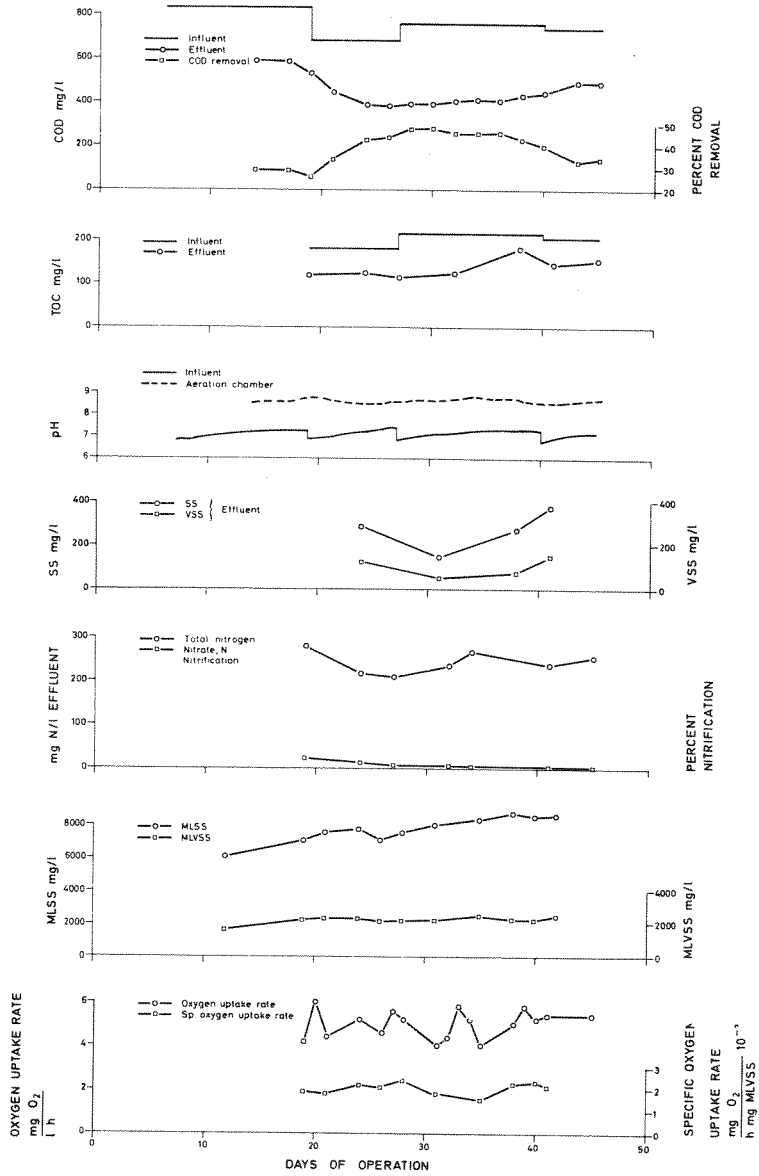 800
600
400
200
0
COD mg/l
Influent
Effluent
COD removal
50
40
30
20
PERCENT COD
REMOVAL
200
100
0
TOC mg/l
Influent
Effluent
9
8
7
6
pH
Influent
Aeration chamber
400
200
0
SS mg/l
SS
VSS
Effluent
400
200
0
VSS mg/l
300
200
100
0
mg N/l EFFLUENT
Total nitrogen
Nitrate, N
Nitrification
PERCENT
NITRIFICATION
8000
6000
4000
2000
0
MLSS mg/l
MLSS
MLVSS
4000
2000
0
MLVSS mg/l
6
4
2
0
OXYGEN UPTAKE RATE
mg O2
l h
Oxygen uptake rate
Sp. oxygen uptake rate
3
2
1
0
SPECIFIC OXYGEN
UPTAKE RATE
mg O2
h mg MLVSS
0 10 20 30 40 50
DAYS OF OPERATION